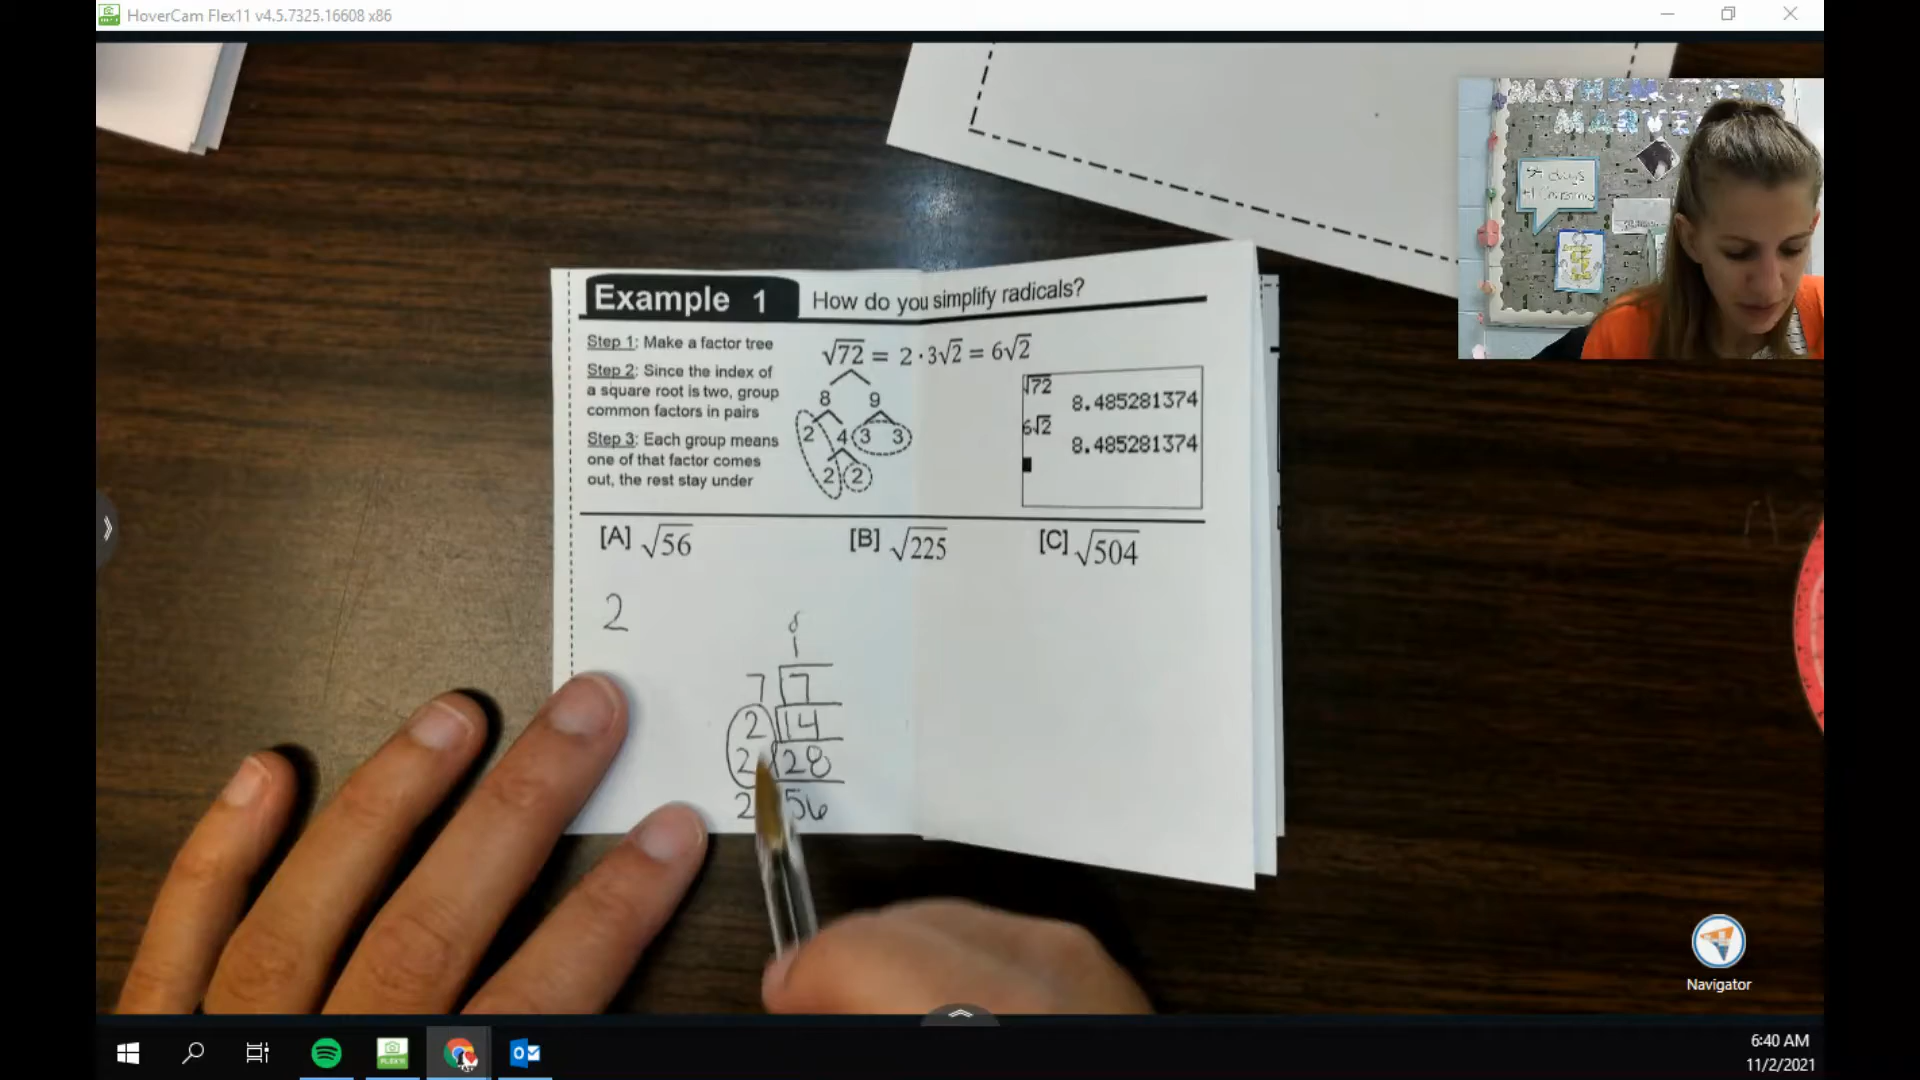 HoverCam Flex11 v4.5.7325.16608 x86
MATHEMATICAL
Example 1 How do you simplify radicals?
Step 1: Make a factor tree
Step 2: Since the index of
a square root is two, group
common factors in pairs
Step 3: Each group means
one of that factor comes
out, the rest stay under
√72 = 2 · 3√2 = 6√2
8 9
2 4 3 3
2 2
√72
8.485281374
6√2
8.485281374
[A] √56
[B] √225
[C] √504
2
1
7 7
2 14
2 28
2 56
Navigator
FLEX11
6:40 AM
11/2/2021